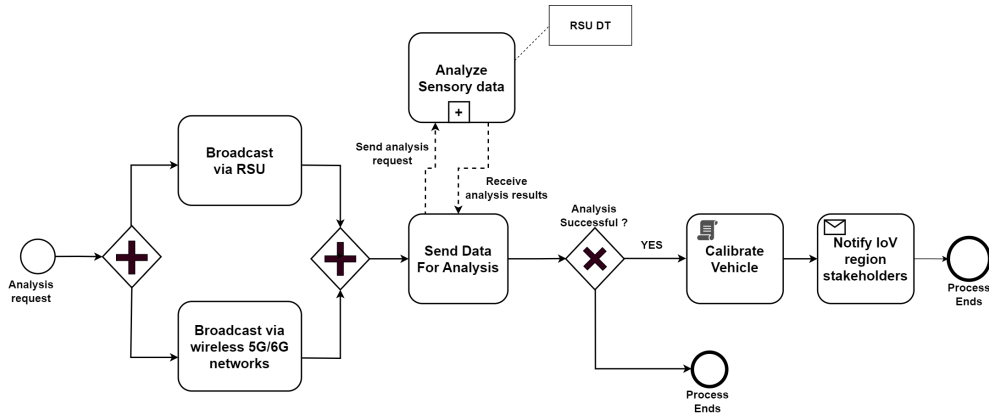 RSU DT
Analyze
Sensory data
+
Send analysis
request
Receive
analysis results
Broadcast
via RSU
Analysis
request
Broadcast via
wireless 5G/6G
networks
Send Data
For Analysis
Analysis
Successful ?
YES
Calibrate
Vehicle
Notify IoV
region
stakeholders
Process
Ends
Process
Ends